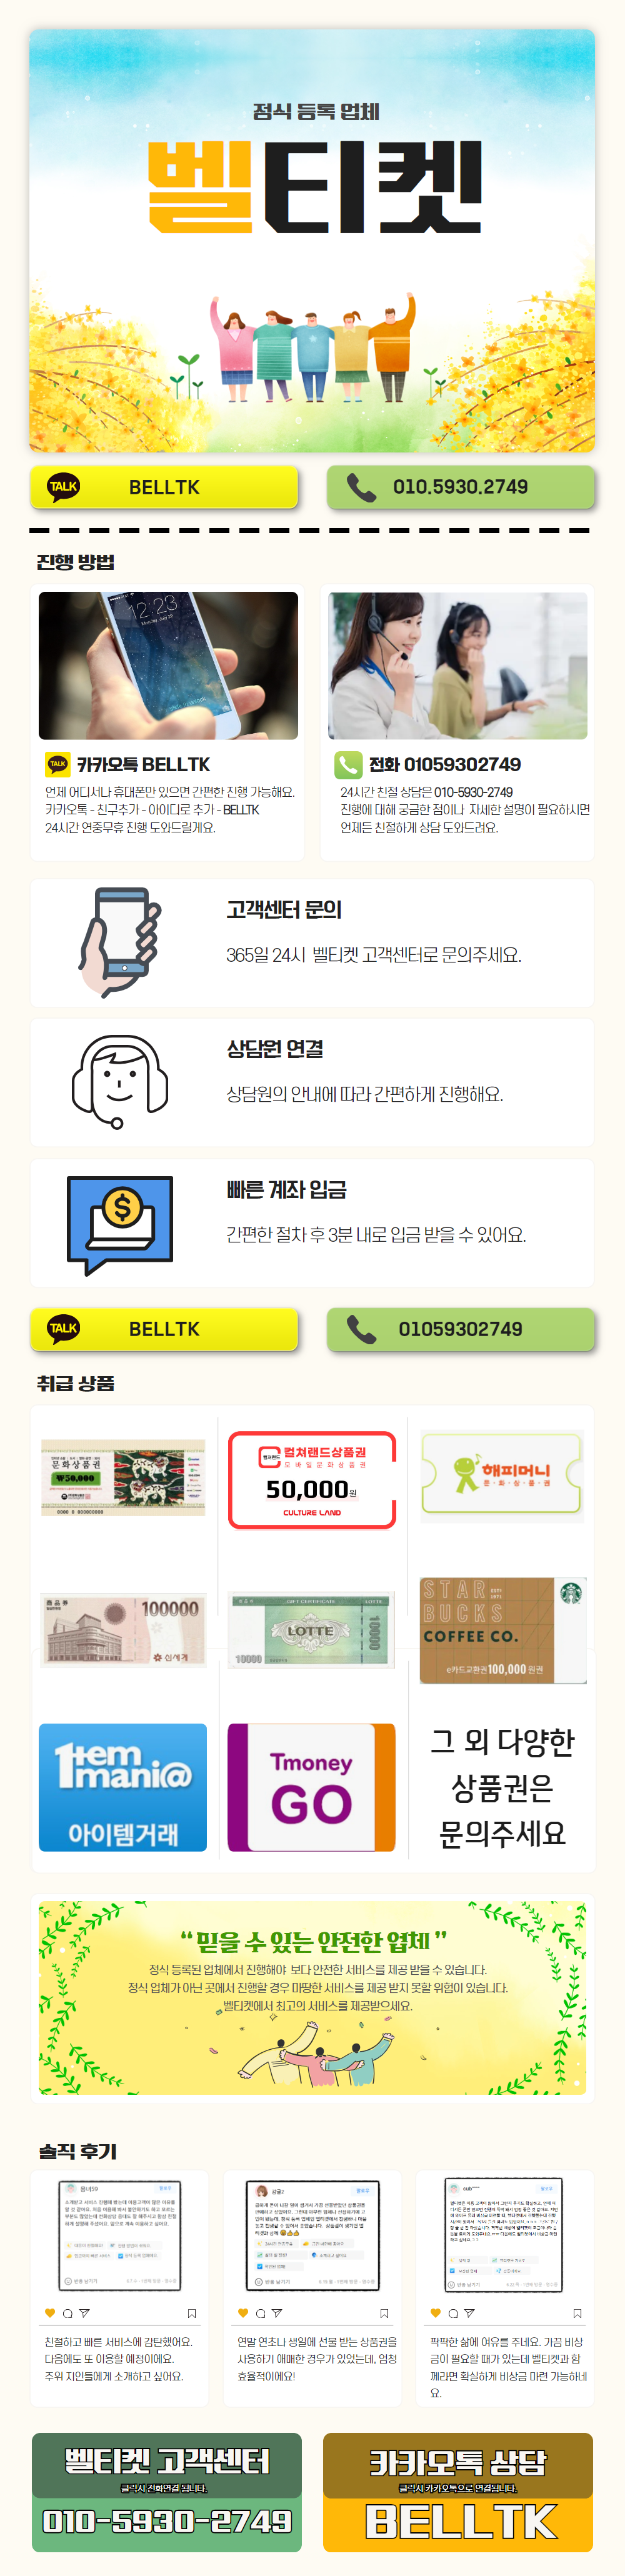 정식 등록 업체
벨티켓
TALK
BELLTK
010.5930.2749
진행 방법
12:23
TALK
카카오톡 BELLTK
언제 어디서나 휴대폰만 있으면 간편한 진행 가능해요.
카카오톡 - 친구추가 - 아이디로 추가 - BELLTK
24시간 연중무휴 진행 도와드릴게요.
전화 01059302749
24시간 친절 상담은 010-5930-2749
진행에 대해 궁금한 점이나 자세한 설명이 필요하시면
언제든 친절하게 상담 도와드려요.
고객센터 문의
365일 24시 벨티켓 고객센터로 문의주세요.
상담원 연결
상담원의 안내에 따라 간편하게 진행해요.
빠른 계좌 입금
간편한 절차 후 3분 내로 입금 받을 수 있어요.
TALK
BELLTK
01059302749
취급 상품
문화상품권
₩50,000
컬쳐랜드상품권
모바일문화상품권
50,000원
CULTURE LAND
해피머니
문·화·상·품·권
商品券
100000
신세계
GIFT CERTIFICATE
LOTTE
LOTTE
10000
10000
STAR
BUCKS
COFFEE CO.
e카드교환권 100,000 원권
Item
mani@
아이템거래
Tmoney
GO
그 외 다양한
상품권은
문의주세요
“ 믿을 수 있는 안전한 업체 ”
정식 등록된 업체에서 진행해야 보다 안전한 서비스를 제공 받을 수 있습니다.
정식 업체가 아닌 곳에서 진행할 경우 마땅한 서비스를 제공 받지 못할 위험이 있습니다.
벨티켓에서 최고의 서비스를 제공받으세요.
솔직 후기
친절하고 빠른 서비스에 감탄했어요.
다음에도 또 이용할 예정이에요.
주위 지인들에게 소개하고 싶어요.
연말 연초나 생일에 선물 받는 상품권을
사용하기 애매한 경우가 있었는데, 엄청
효율적이에요!
팍팍한 삶에 여유를 주네요. 가끔 비상
금이 필요할 때가 있는데 벨티켓과 함
께라면 확실하게 비상금 마련 가능하네
요.
벨티켓 고객센터
클릭시 전화연결 됩니다.
010-5930-2749
카카오톡 상담
클릭시 카카오톡으로 연결됩니다.
BELLTK